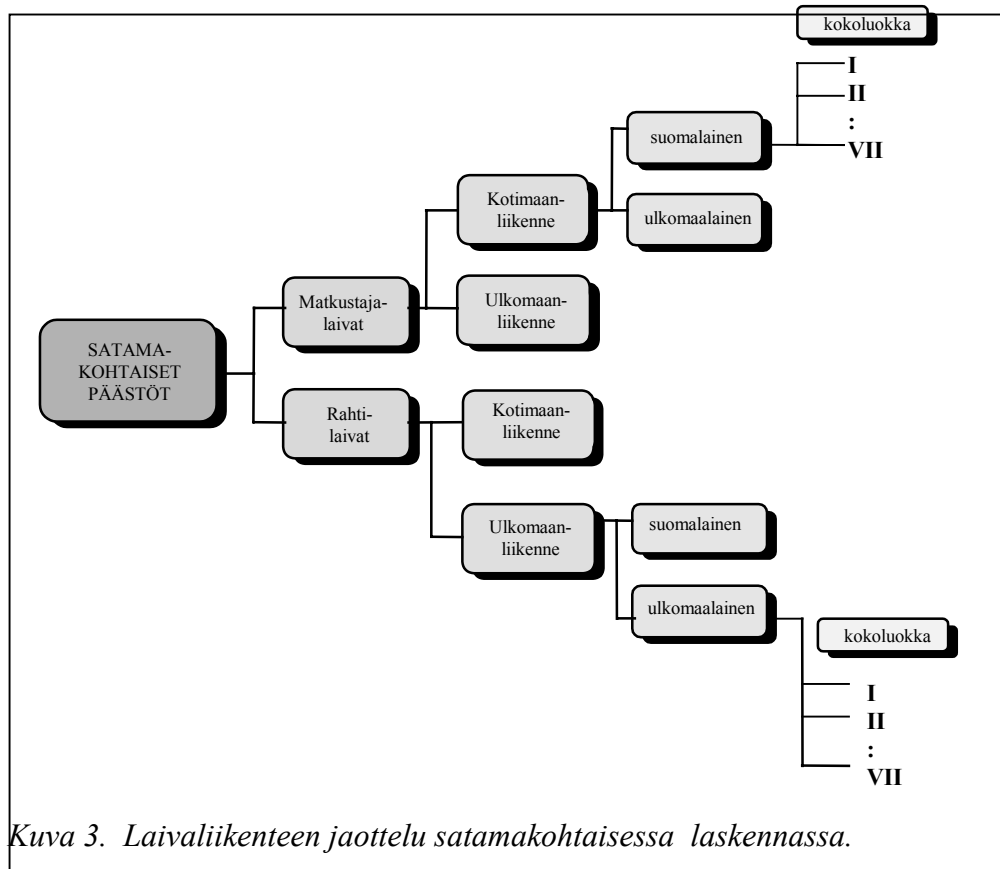 kokoluokka
I
II
:
VII
suomalainen
Kotimaan-
liikenne
ulkomaalainen
Matkustaja-
laivat
Ulkomaan-
liikenne
SATAMA-
KOHTAISET
PÄÄSTÖT
Rahti-
laivat
Kotimaan-
liikenne
Ulkomaan-
liikenne
suomalainen
ulkomaalainen
kokoluokka
I
II
:
VII
Kuva 3. Laivaliikenteen jaottelu satamakohtaisessa laskennassa.